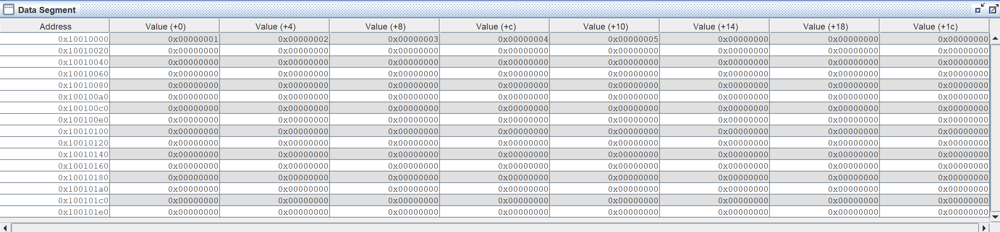 Data Segment
Address Value (+0) Value (+4) Value (+8) Value (+c) Value (+10) Value (+14) Value (+18) Value (+1c)
0x10010000 0x00000001 0x00000002 0x00000003 0x00000004 0x00000005 0x00000000 0x00000000 0x00000000
0x10010020 0x00000000 0x00000000 0x00000000 0x00000000 0x00000000 0x00000000 0x00000000 0x00000000
0x10010040 0x00000000 0x00000000 0x00000000 0x00000000 0x00000000 0x00000000 0x00000000 0x00000000
0x10010060 0x00000000 0x00000000 0x00000000 0x00000000 0x00000000 0x00000000 0x00000000 0x00000000
0x10010080 0x00000000 0x00000000 0x00000000 0x00000000 0x00000000 0x00000000 0x00000000 0x00000000
0x100100a0 0x00000000 0x00000000 0x00000000 0x00000000 0x00000000 0x00000000 0x00000000 0x00000000
0x100100c0 0x00000000 0x00000000 0x00000000 0x00000000 0x00000000 0x00000000 0x00000000 0x00000000
0x100100e0 0x00000000 0x00000000 0x00000000 0x00000000 0x00000000 0x00000000 0x00000000 0x00000000
0x10010100 0x00000000 0x00000000 0x00000000 0x00000000 0x00000000 0x00000000 0x00000000 0x00000000
0x10010120 0x00000000 0x00000000 0x00000000 0x00000000 0x00000000 0x00000000 0x00000000 0x00000000
0x10010140 0x00000000 0x00000000 0x00000000 0x00000000 0x00000000 0x00000000 0x00000000 0x00000000
0x10010160 0x00000000 0x00000000 0x00000000 0x00000000 0x00000000 0x00000000 0x00000000 0x00000000
0x10010180 0x00000000 0x00000000 0x00000000 0x00000000 0x00000000 0x00000000 0x00000000 0x00000000
0x100101a0 0x00000000 0x00000000 0x00000000 0x00000000 0x00000000 0x00000000 0x00000000 0x00000000
0x100101c0 0x00000000 0x00000000 0x00000000 0x00000000 0x00000000 0x00000000 0x00000000 0x00000000
0x100101e0 0x00000000 0x00000000 0x00000000 0x00000000 0x00000000 0x00000000 0x00000000 0x00000000